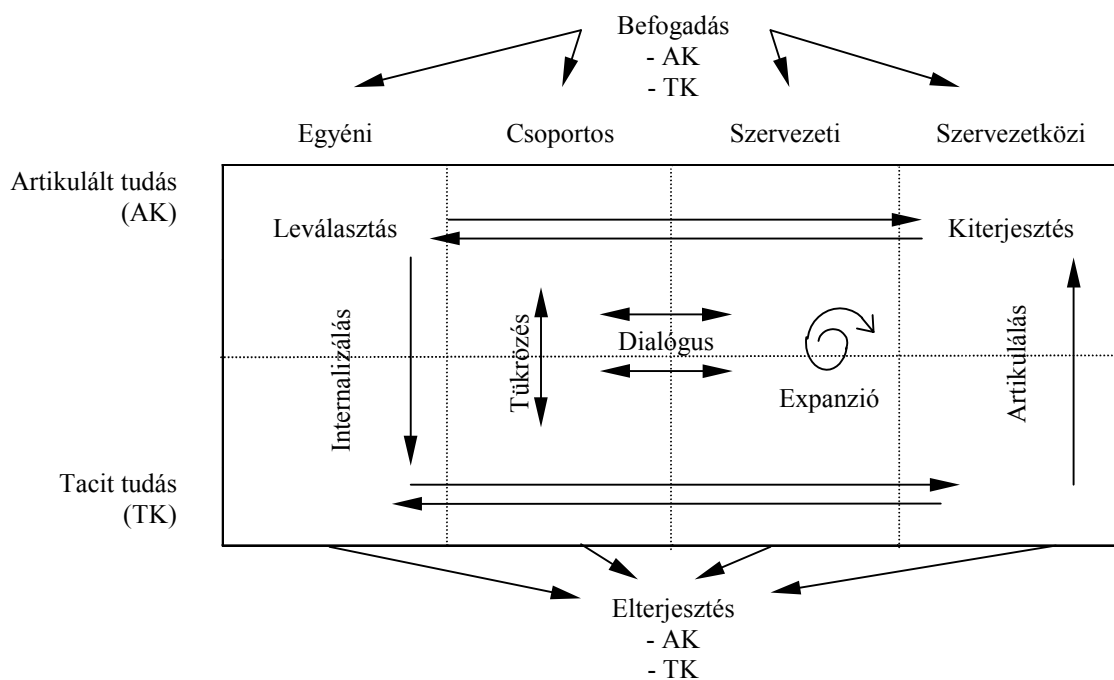 Befogadás
- AK
- TK
Egyéni
Csoportos
Szervezeti
Szervezetközi
Artikulált tudás
(AK)
Leválasztás
Kiterjesztés
Internalizálás
Tükrözés
Dialógus
Expanzió
Artikulálás
Tacit tudás
(TK)
Elterjesztés
- AK
- TK